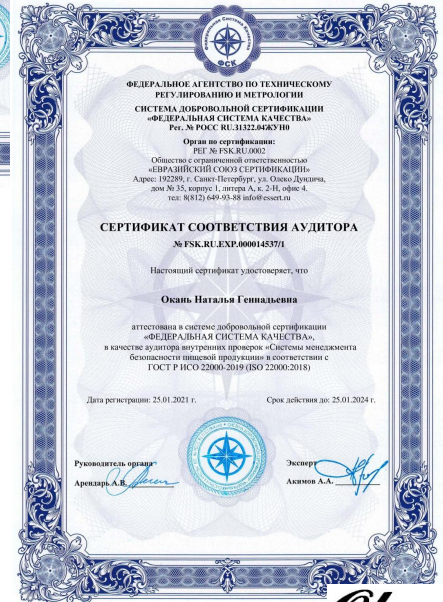 Федеральная Система Качества
ФСК
ФЕДЕРАЛЬНОЕ АГЕНТСТВО ПО ТЕХНИЧЕСКОМУ
РЕГУЛИРОВАНИЮ И МЕТРОЛОГИИ
СИСТЕМА ДОБРОВОЛЬНОЙ СЕРТИФИКАЦИИ
«ФЕДЕРАЛЬНАЯ СИСТЕМА КАЧЕСТВА»
Рег. № РОСС RU.31322.04ЖУН0
Орган по сертификации:
РЕГ № FSK.RU.0002
Общество с ограниченной ответственностью
«ЕВРАЗИЙСКИЙ СОЮЗ СЕРТИФИКАЦИИ»
Адрес: 192289, г. Санкт-Петербург, ул. Олеко Дундича,
дом № 35, корпус 1, литера А, к. 2-Н, офис 4.
тел: 8(812) 649-93-88 info@essert.ru
СЕРТИФИКАТ СООТВЕТСТВИЯ АУДИТОРА
№ FSK.RU.EXP.000014537/1
Настоящий сертификат удостоверяет, что
Окань Наталья Геннадьевна
аттестована в системе добровольной сертификации
«ФЕДЕРАЛЬНАЯ СИСТЕМА КАЧЕСТВА»,
в качестве аудитора внутренних проверок «Системы менеджмента
безопасности пищевой продукции» в соответствии с
ГОСТ Р ИСО 22000-2019 (ISO 22000:2018)
Дата регистрации: 25.01.2021 г. Срок действия до: 25.01.2024 г.
Руководитель органа Эксперт
Арендарь А.В. Акимов А.А.